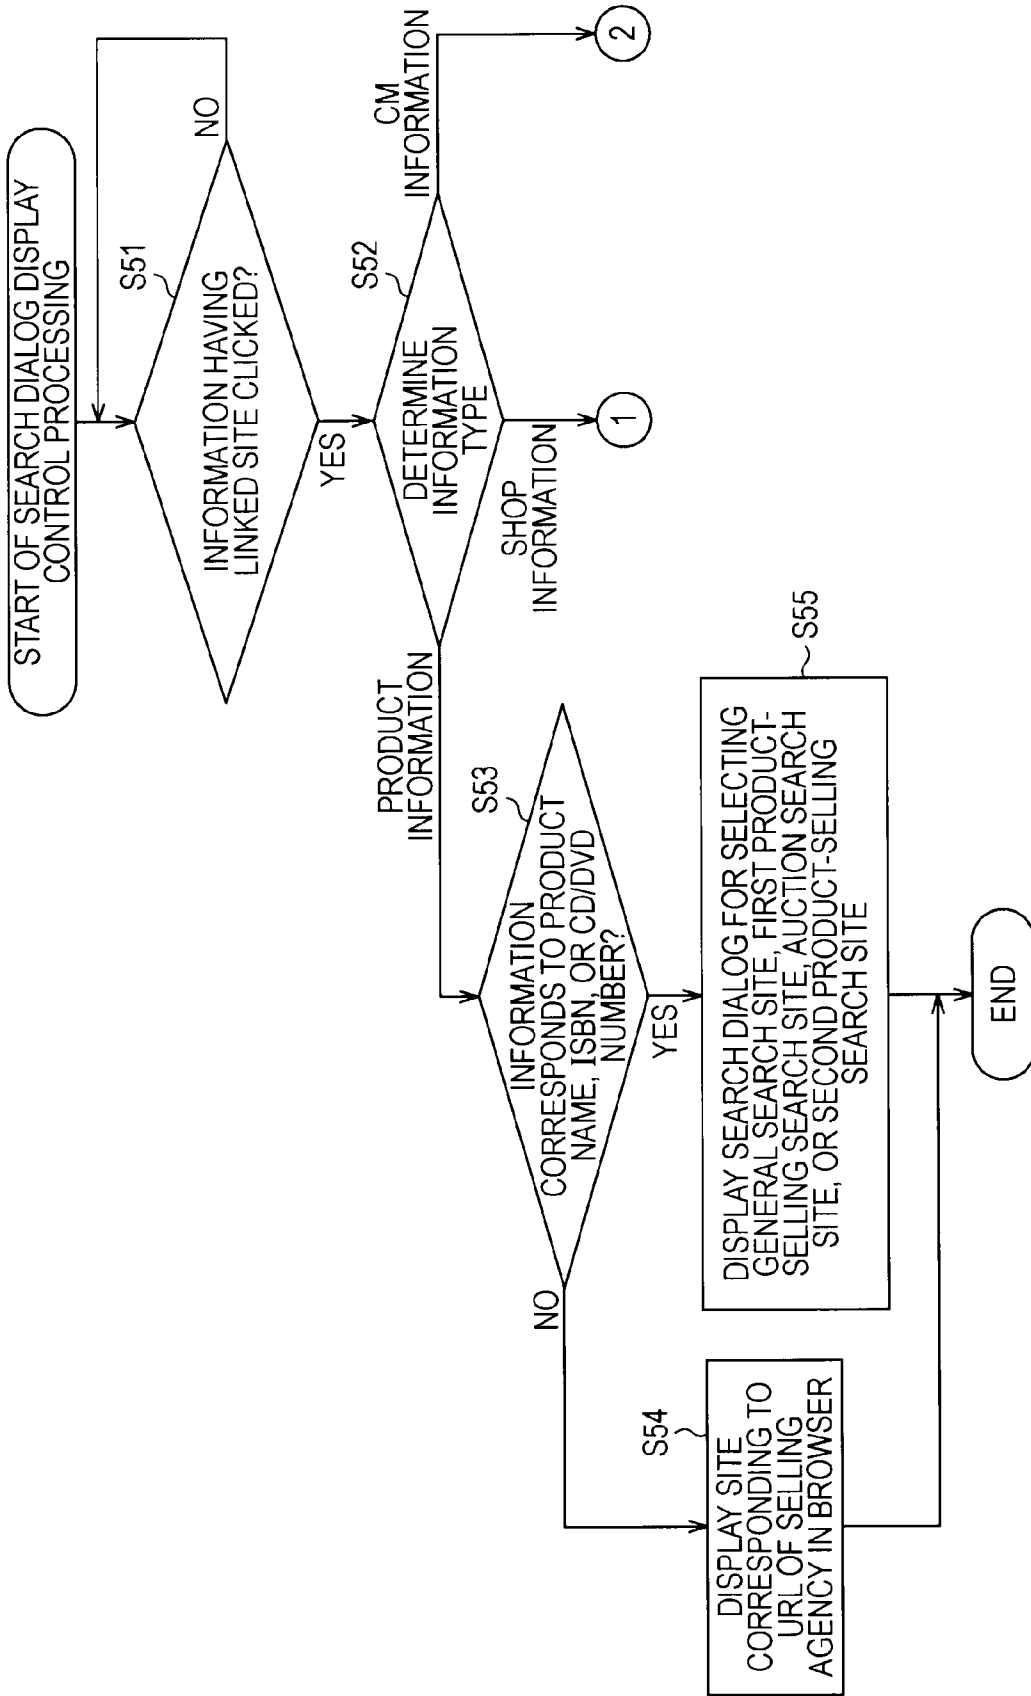 START OF SEARCH DIALOG DISPLAY
CONTROL PROCESSING
S51
INFORMATION HAVING
LINKED SITE CLICKED?
NO
YES
S52
DETERMINE
INFORMATION
TYPE
CM
INFORMATION
2
SHOP
INFORMATION
1
PRODUCT
INFORMATION
S53
INFORMATION
CORRESPONDS TO PRODUCT
NAME, ISBN, OR CD/DVD
NUMBER?
NO
YES
S54
DISPLAY SITE
CORRESPONDING TO
URL OF SELLING
AGENCY IN BROWSER
S55
DISPLAY SEARCH DIALOG FOR SELECTING
GENERAL SEARCH SITE, FIRST PRODUCT-
SELLING SEARCH SITE, AUCTION SEARCH
SITE, OR SECOND PRODUCT-SELLING
SEARCH SITE
END